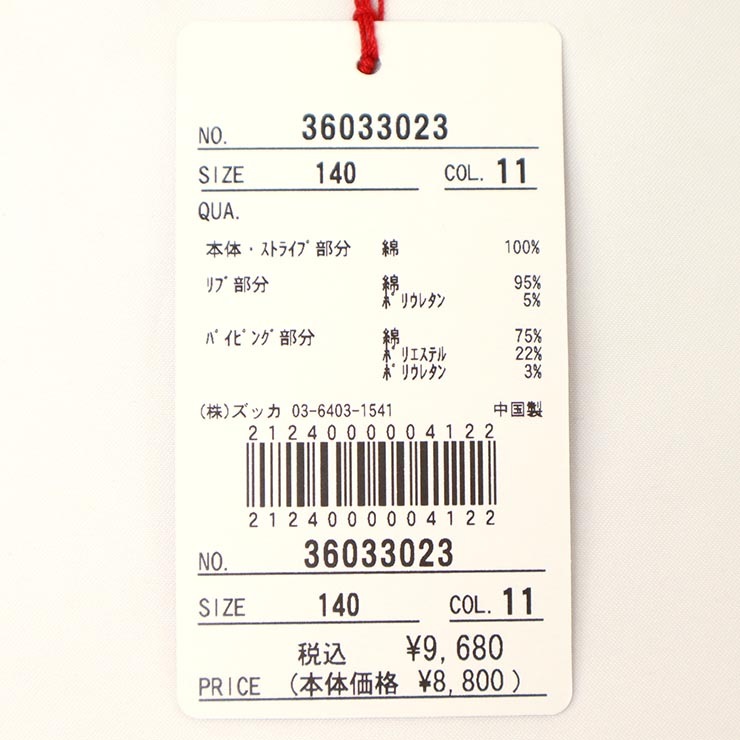 NO. 36033023
SIZE 140 COL. 11
QUA.
本体・ｽﾄﾗｲﾌﾟ部分 綿 100%
ﾘﾌﾞ部分 綿 95%
ﾎﾟﾘｳﾚﾀﾝ 5%
ﾊﾟｲﾋﾟﾝｸﾞ部分 綿 75%
ﾎﾟﾘｴｽﾃﾙ 22%
ﾎﾟﾘｳﾚﾀﾝ 3%
(株)ズッカ 03-6403-1541 中国製
2124000004122
2124000004122
NO. 36033023
SIZE 140 COL. 11
税込 ¥9,680
PRICE (本体価格 ¥8,800)